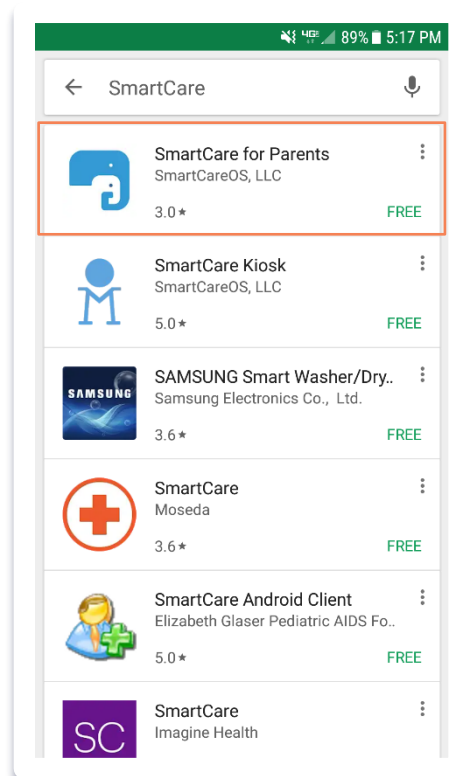 4GE 89% 5:17 PM
SmartCare
SmartCare for Parents
SmartCareOS, LLC
3.0★ FREE
SmartCare Kiosk
SmartCareOS, LLC
5.0★ FREE
SAMSUNG
SAMSUNG Smart Washer/Dry..
Samsung Electronics Co., Ltd.
3.6★ FREE
SmartCare
Moseda
3.6★ FREE
SmartCare Android Client
Elizabeth Glaser Pediatric AIDS Fo..
5.0★ FREE
SC
SmartCare
Imagine Health